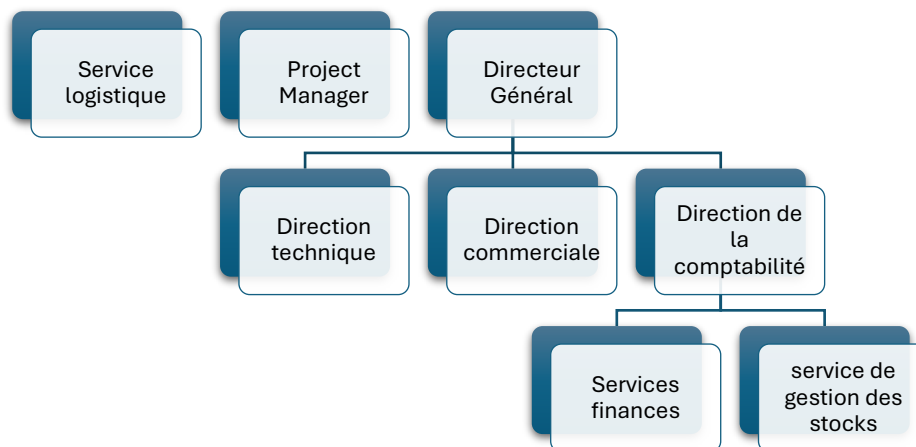 Service
logistique
Project
Manager
Directeur
Général
Direction
technique
Direction
commerciale
Direction de
la
comptabilité
Services
finances
service de
gestion des
stocks